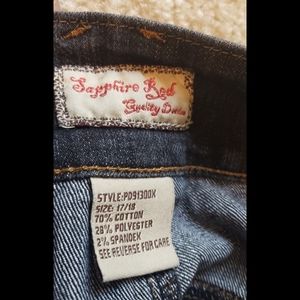 Sapphire Red
Quality Denim
STYLE:PD91300X
SIZE: 17/18
70% COTTON
28% POLYESTER
2% SPANDEX
SEE REVERSE FOR CARE